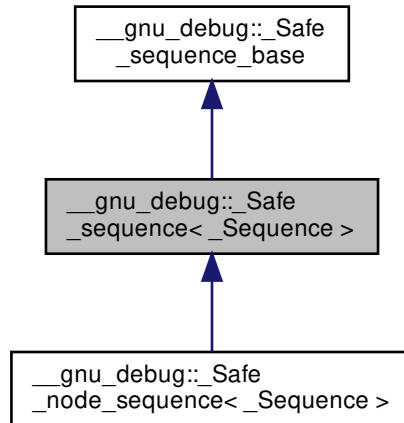 __gnu_debug::_Safe
_sequence_base
__gnu_debug::_Safe
_sequence< _Sequence >
__gnu_debug::_Safe
_node_sequence< _Sequence >